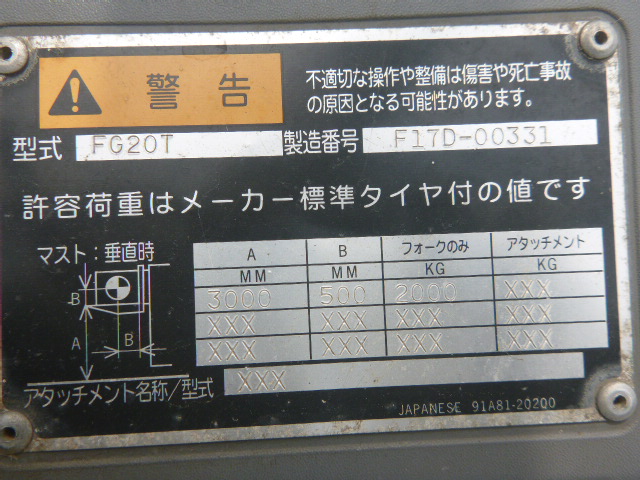 警告
不適切な操作や整備は傷害や死亡事故
の原因となる可能性があります。
型式 FG20T 製造番号 F17D-00331
許容荷重はメーカー標準タイヤ付の値です
マスト：垂直時
A B フォークのみ アタッチメント
MM MM KG KG
3000 500 2000 XXX
XXX XXX XXX XXX
XXX XXX XXX XXX
B
A B
アタッチメント名称/型式 XXX
JAPANESE 91A81-20200